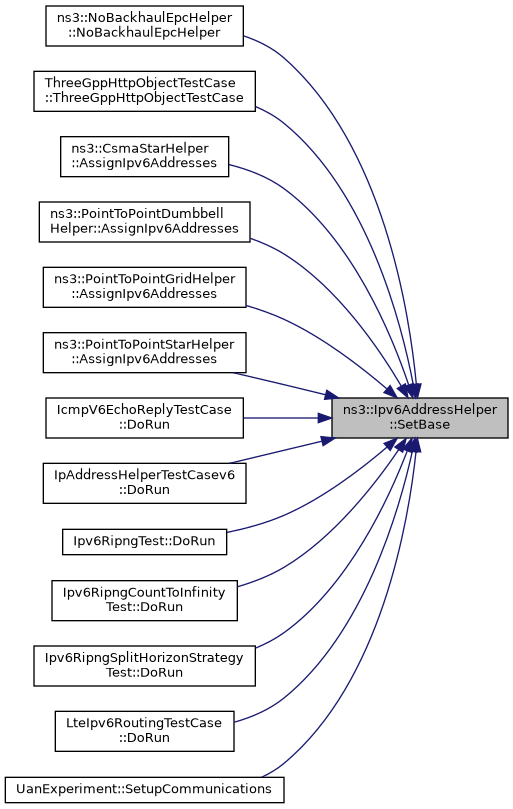 ns3::NoBackhaulEpcHelper
::NoBackhaulEpcHelper
ThreeGppHttpObjectTestCase
::ThreeGppHttpObjectTestCase
ns3::CsmaStarHelper
::AssignIpv6Addresses
ns3::PointToPointDumbbell
Helper::AssignIpv6Addresses
ns3::PointToPointGridHelper
::AssignIpv6Addresses
ns3::PointToPointStarHelper
::AssignIpv6Addresses
IcmpV6EchoReplyTestCase
::DoRun
IpAddressHelperTestCasev6
::DoRun
Ipv6RipngTest::DoRun
Ipv6RipngCountToInfinity
Test::DoRun
Ipv6RipngSplitHorizonStrategy
Test::DoRun
LteIpv6RoutingTestCase
::DoRun
UanExperiment::SetupCommunications
ns3::Ipv6AddressHelper
::SetBase